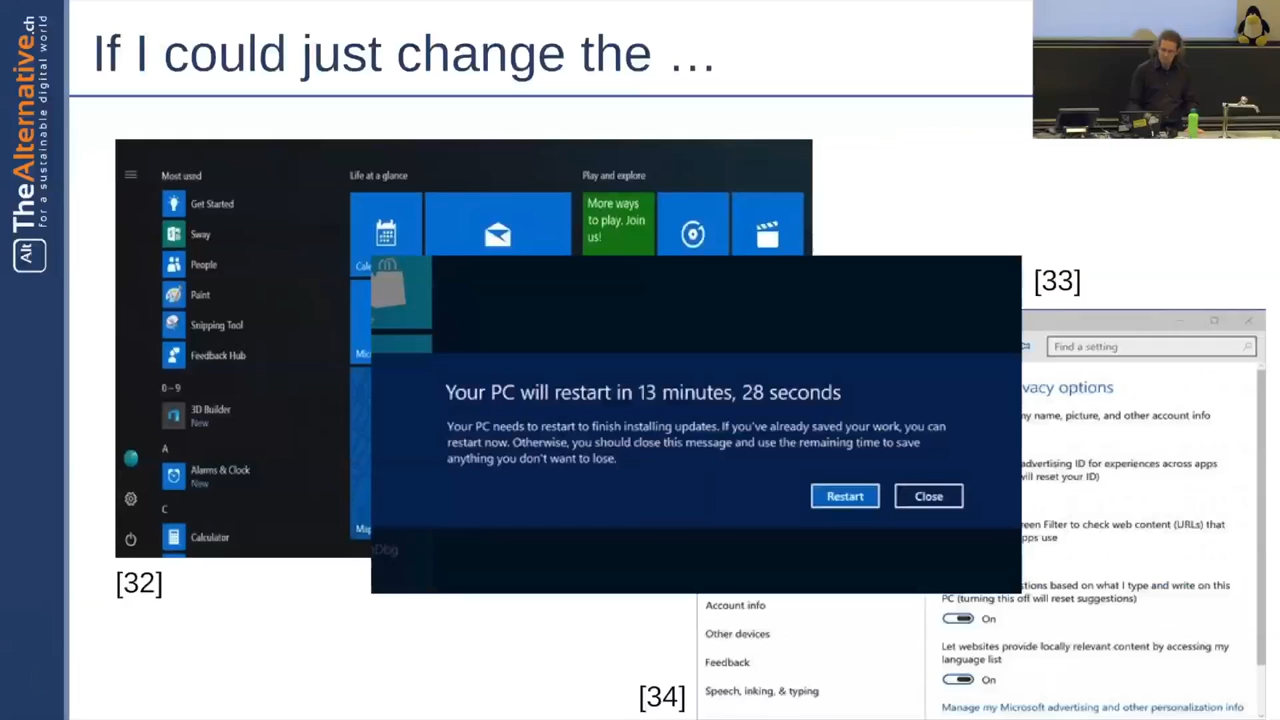 If I could just change the …
TheAlternative.ch
for a sustainable digital world
Alt
Most used
Get Started
Sway
People
Paint
Snipping Tool
Feedback Hub
0–9
3D Builder
New
A
Alarms & Clock
New
C
Calculator
Life at a glance
Play and explore
More ways
to play. Join
us!
Your PC will restart in 13 minutes, 28 seconds
Your PC needs to restart to finish installing updates. If you've already saved your work, you can
restart now. Otherwise, you should close this message and use the remaining time to save
anything you don't want to lose.
Restart
Close
[32]
[33]
Find a setting
vacy options
my name, picture, and other account info
advertising ID for experiences across apps
will reset your ID)
een Filter to check web content (URLs) that
pps use
tions based on what I type and write on this
PC (turning this off will reset suggestions)
On
Let websites provide locally relevant content by accessing my
language list
On
Manage my Microsoft advertising and other personalization info
Account info
Other devices
Feedback
Speech, inking, & typing
[34]